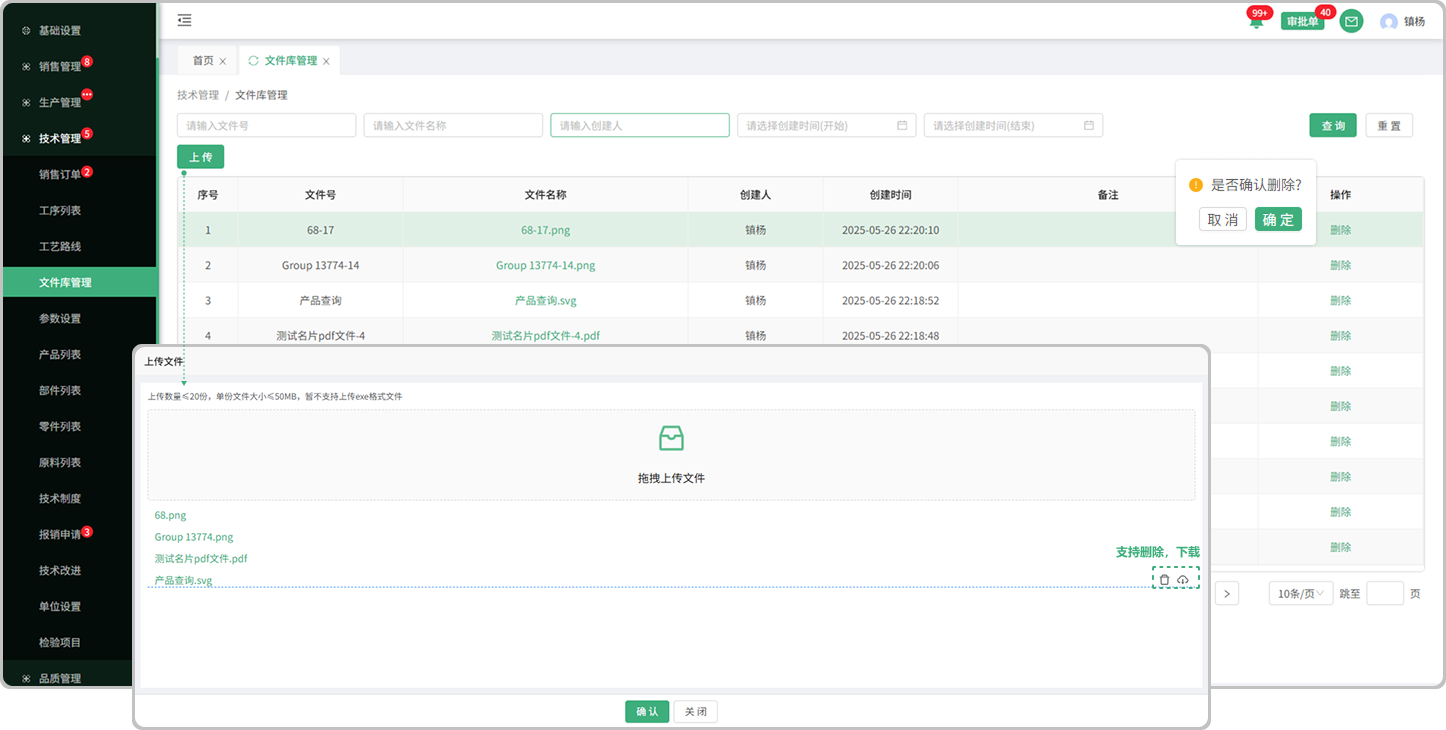 基础设置
销售管理 8
生产管理 •••
技术管理 5
销售订单 2
工序列表
工艺路线
文件库管理
参数设置
产品列表
部件列表
零件列表
原料列表
技术制度
报销申请 3
技术改进
单位设置
检验项目
品质管理
99+ 审批单 40 镇杨
首页 × 文件库管理 ×
技术管理 / 文件库管理
请输入文件号 请输入文件名称 请输入创建人 请选择创建时间(开始) 请选择创建时间(结束) 查 询 重 置
上 传
是否确认删除?
取 消 确 定
序号 文件号 文件名称 创建人 创建时间 备注 操作
1 68-17 68-17.png 镇杨 2025-05-26 22:20:10 删除
2 Group 13774-14 Group 13774-14.png 镇杨 2025-05-26 22:20:06 删除
3 产品查询 产品查询.svg 镇杨 2025-05-26 22:18:52 删除
4 测试名片pdf文件-4 测试名片pdf文件-4.pdf 镇杨 2025-05-26 22:18:48 删除
删除
删除
删除
删除
删除
删除
10条/页 跳至 页
上传文件
上传数量≤20份，单份文件大小≤50MB，暂不支持上传exe格式文件
拖拽上传文件
68.png
Group 13774.png
测试名片pdf文件.pdf
产品查询.svg
支持删除，下载
确 认 关 闭